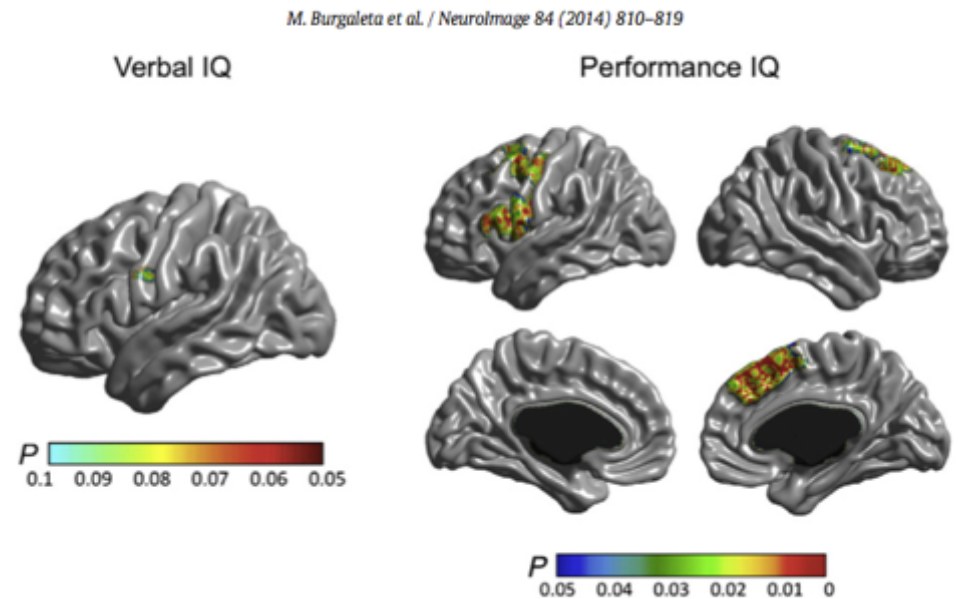 M. Burgaleta et al. / NeuroImage 84 (2014) 810–819
Verbal IQ
Performance IQ
P
0.1 0.09 0.08 0.07 0.06 0.05
P
0.05 0.04 0.03 0.02 0.01 0